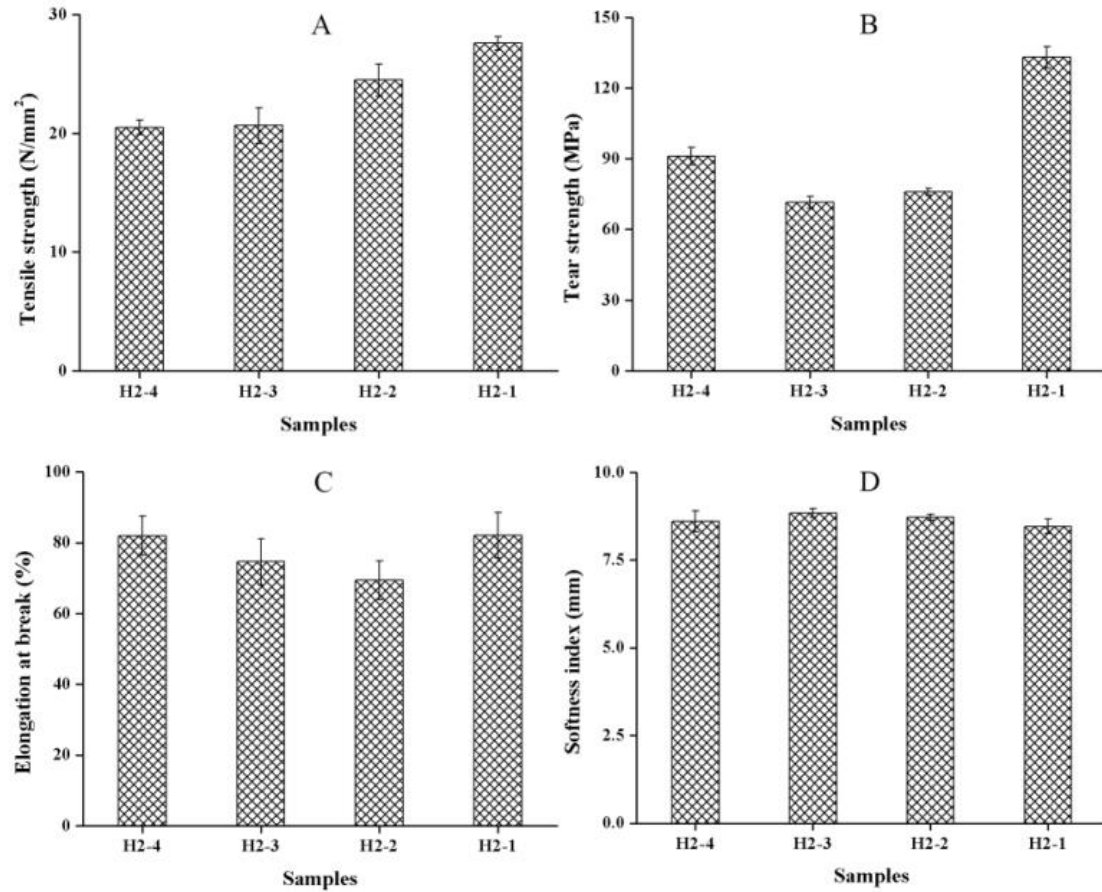 A
Tensile strength (N/mm²)
30
20
10
0
H2-4 H2-3 H2-2 H2-1
Samples
B
Tear strength (MPa)
150
120
90
60
30
0
H2-4 H2-3 H2-2 H2-1
Samples
C
Elongation at break (%)
100
80
60
40
20
0
H2-4 H2-3 H2-2 H2-1
Samples
D
Softness index (mm)
10.0
7.5
5.0
2.5
0.0
H2-4 H2-3 H2-2 H2-1
Samples